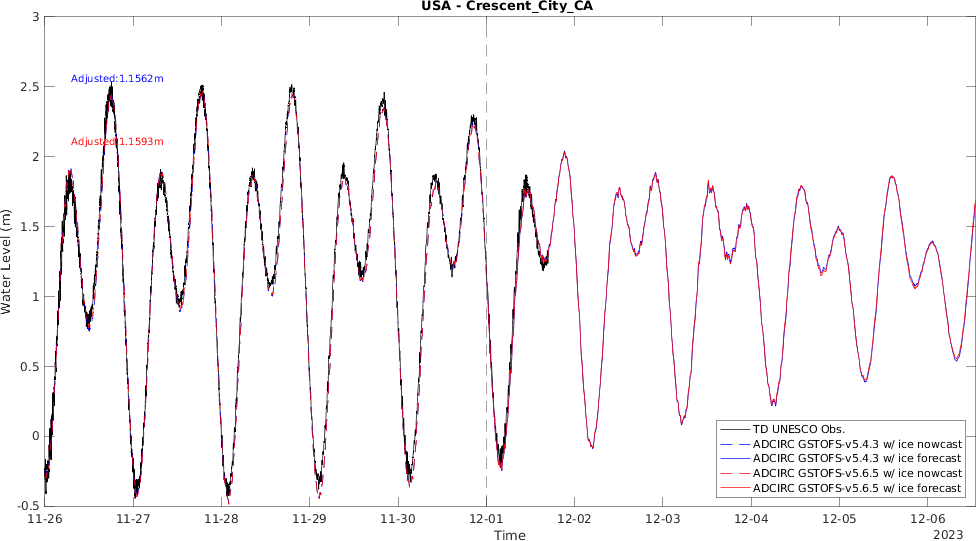 USA - Crescent_City_CA
3
2.5
2
1.5
1
0.5
0
-0.5
Water Level (m)
Adjusted:1.1562m
Adjusted:1.1593m
TD UNESCO Obs.
ADCIRC GSTOFS-v5.4.3 w/ ice nowcast
ADCIRC GSTOFS-v5.4.3 w/ ice forecast
ADCIRC GSTOFS-v5.6.5 w/ ice nowcast
ADCIRC GSTOFS-v5.6.5 w/ ice forecast
11-26 11-27 11-28 11-29 11-30 12-01 12-02 12-03 12-04 12-05 12-06
Time
2023